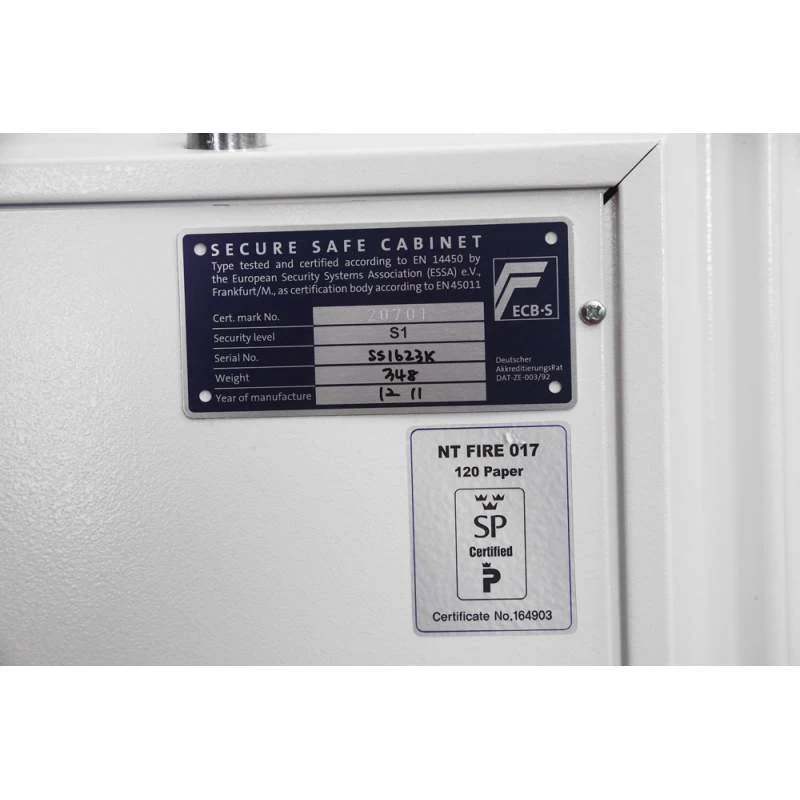 SECURE SAFE CABINET
Type tested and certified according to EN 14450 by
the European Security Systems Association (ESSA) e.V.,
Frankfurt/M., as certification body according to EN45011
ECB·S
Cert. mark No. 20701
Security level S1
Serial No. SS1623K
Weight 348
Year of manufacture 12 11
Deutscher
AkkreditierungsRat
DAT-ZE-003/92
NT FIRE 017
120 Paper
SP
Certified
P
Certificate No.164903